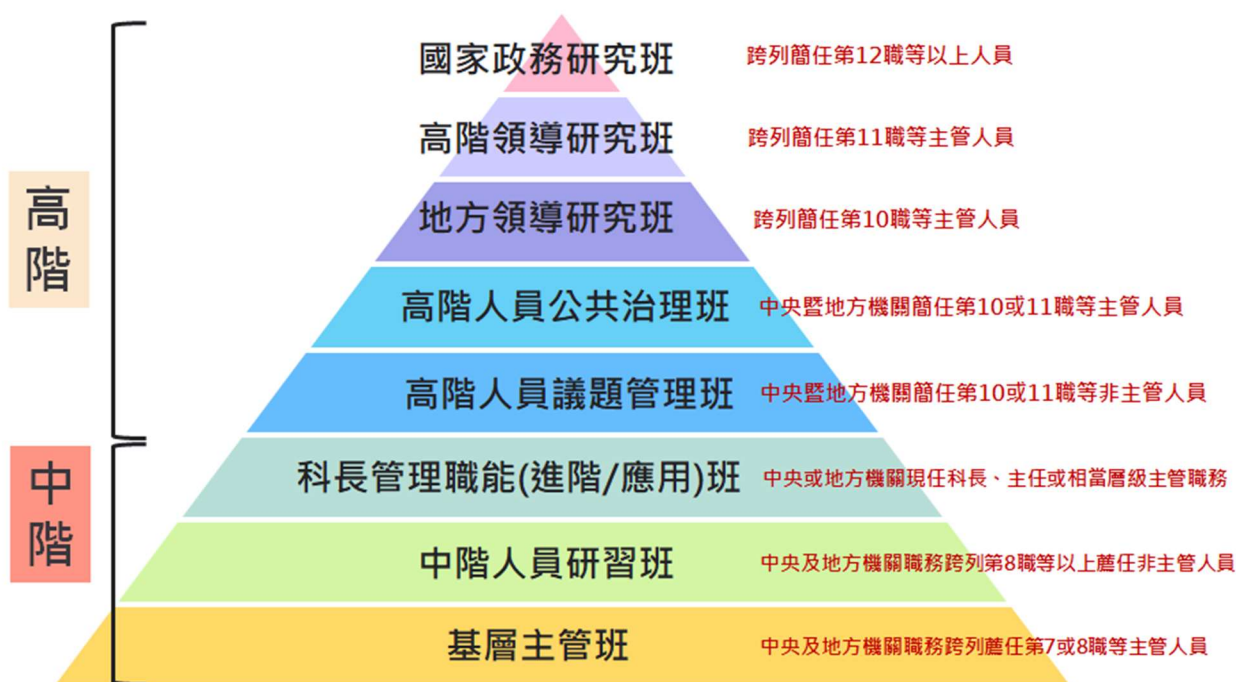 國家政務研究班 跨列簡任第12職等以上人員
高階領導研究班 跨列簡任第11職等主管人員
地方領導研究班 跨列簡任第10職等主管人員
高階
高階人員公共治理班 中央暨地方機關簡任第10或11職等主管人員
高階人員議題管理班 中央暨地方機關簡任第10或11職等非主管人員
科長管理職能(進階/應用)班 中央或地方機關現任科長、主任或相當層級主管職務
中階
中階人員研習班 中央及地方機關職務跨列第8職等以上薦任非主管人員
基層主管班 中央及地方機關職務跨列薦任第7或8職等主管人員